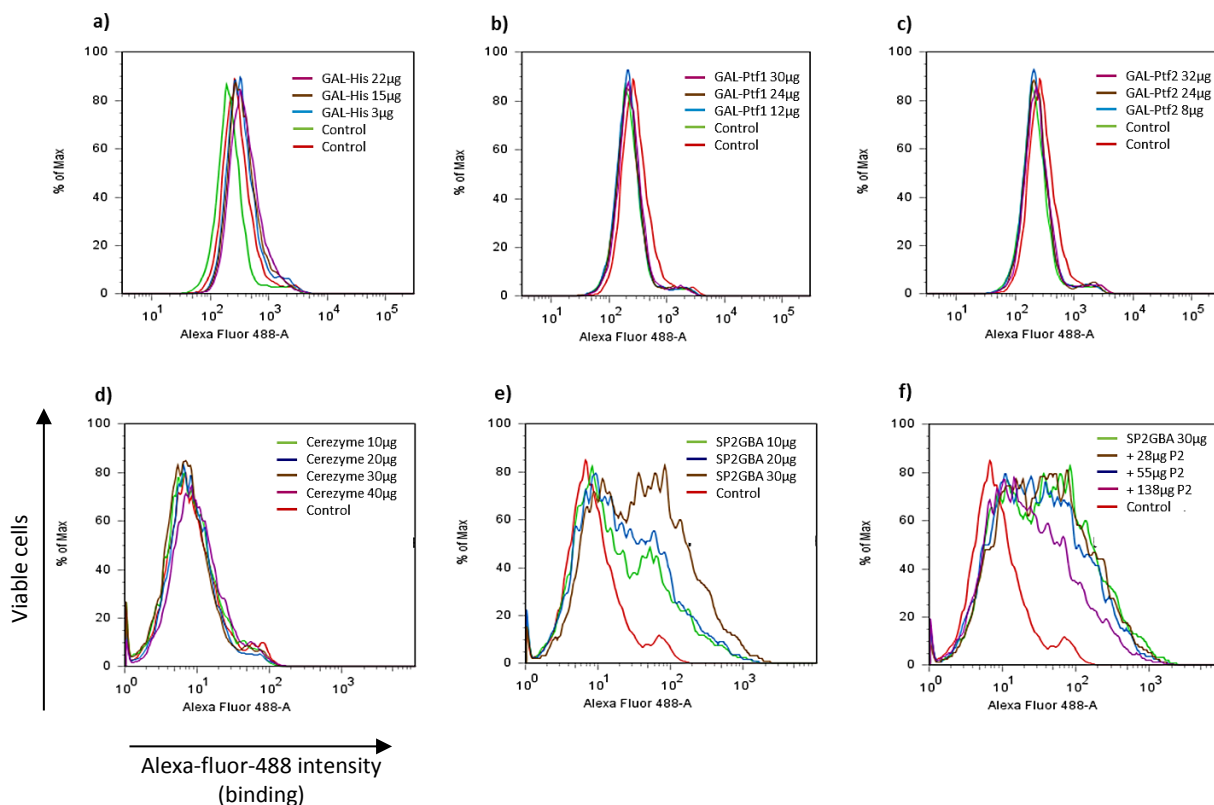 a)
100
80
60
40
20
0
% of Max
GAL-His 22µg
GAL-His 15µg
GAL-His 3µg
Control
Control
10¹ 10² 10³ 10⁴ 10⁵
Alexa Fluor 488-A
b)
100
80
60
40
20
0
% of Max
GAL-Ptf1 30µg
GAL-Ptf1 24µg
GAL-Ptf1 12µg
Control
Control
10¹ 10² 10³ 10⁴ 10⁵
Alexa Fluor 488-A
c)
100
80
60
40
20
0
% of Max
GAL-Ptf2 32µg
GAL-Ptf2 24µg
GAL-Ptf2 8µg
Control
Control
10¹ 10² 10³ 10⁴ 10⁵
Alexa Fluor 488-A
Viable cells
d)
100
80
60
40
20
0
% of Max
Cerezyme 10µg
Cerezyme 20µg
Cerezyme 30µg
Cerezyme 40µg
Control
10⁰ 10¹ 10² 10³
Alexa Fluor 488-A
e)
100
80
60
40
20
0
% of Max
SP2GBA 10µg
SP2GBA 20µg
SP2GBA 30µg
Control
10⁰ 10¹ 10² 10³
Alexa Fluor 488-A
f)
100
80
60
40
20
0
% of Max
SP2GBA 30µg
+ 28µg P2
+ 55µg P2
+ 138µg P2
Control
10⁰ 10¹ 10² 10³
Alexa Fluor 488-A
Alexa-fluor-488 intensity
(binding)